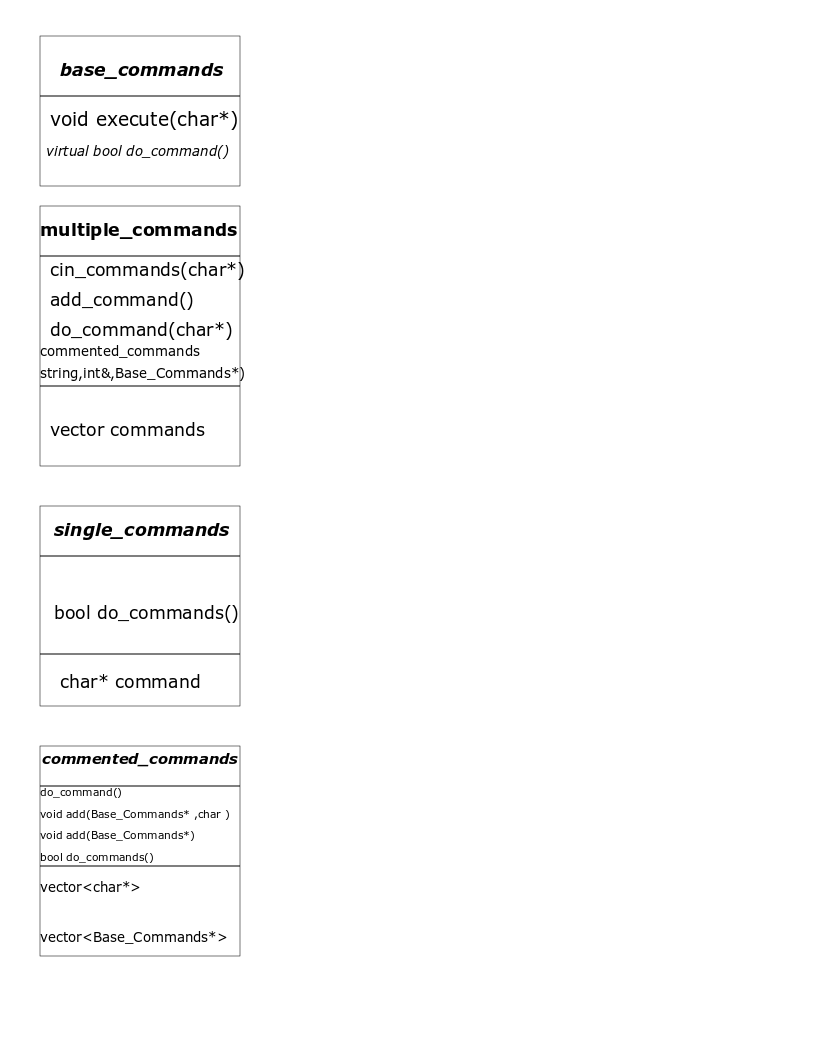 base_commands
void execute(char*)
virtual bool do_command()
multiple_commands
cin_commands(char*)
add_command()
do_command(char*)
commented_commands
string,int&,Base_Commands*)
vector commands
single_commands
bool do_commands()
char* command
commented_commands
do_command()
void add(Base_Commands* ,char )
void add(Base_Commands*)
bool do_commands()
vector<char*>
vector<Base_Commands*>